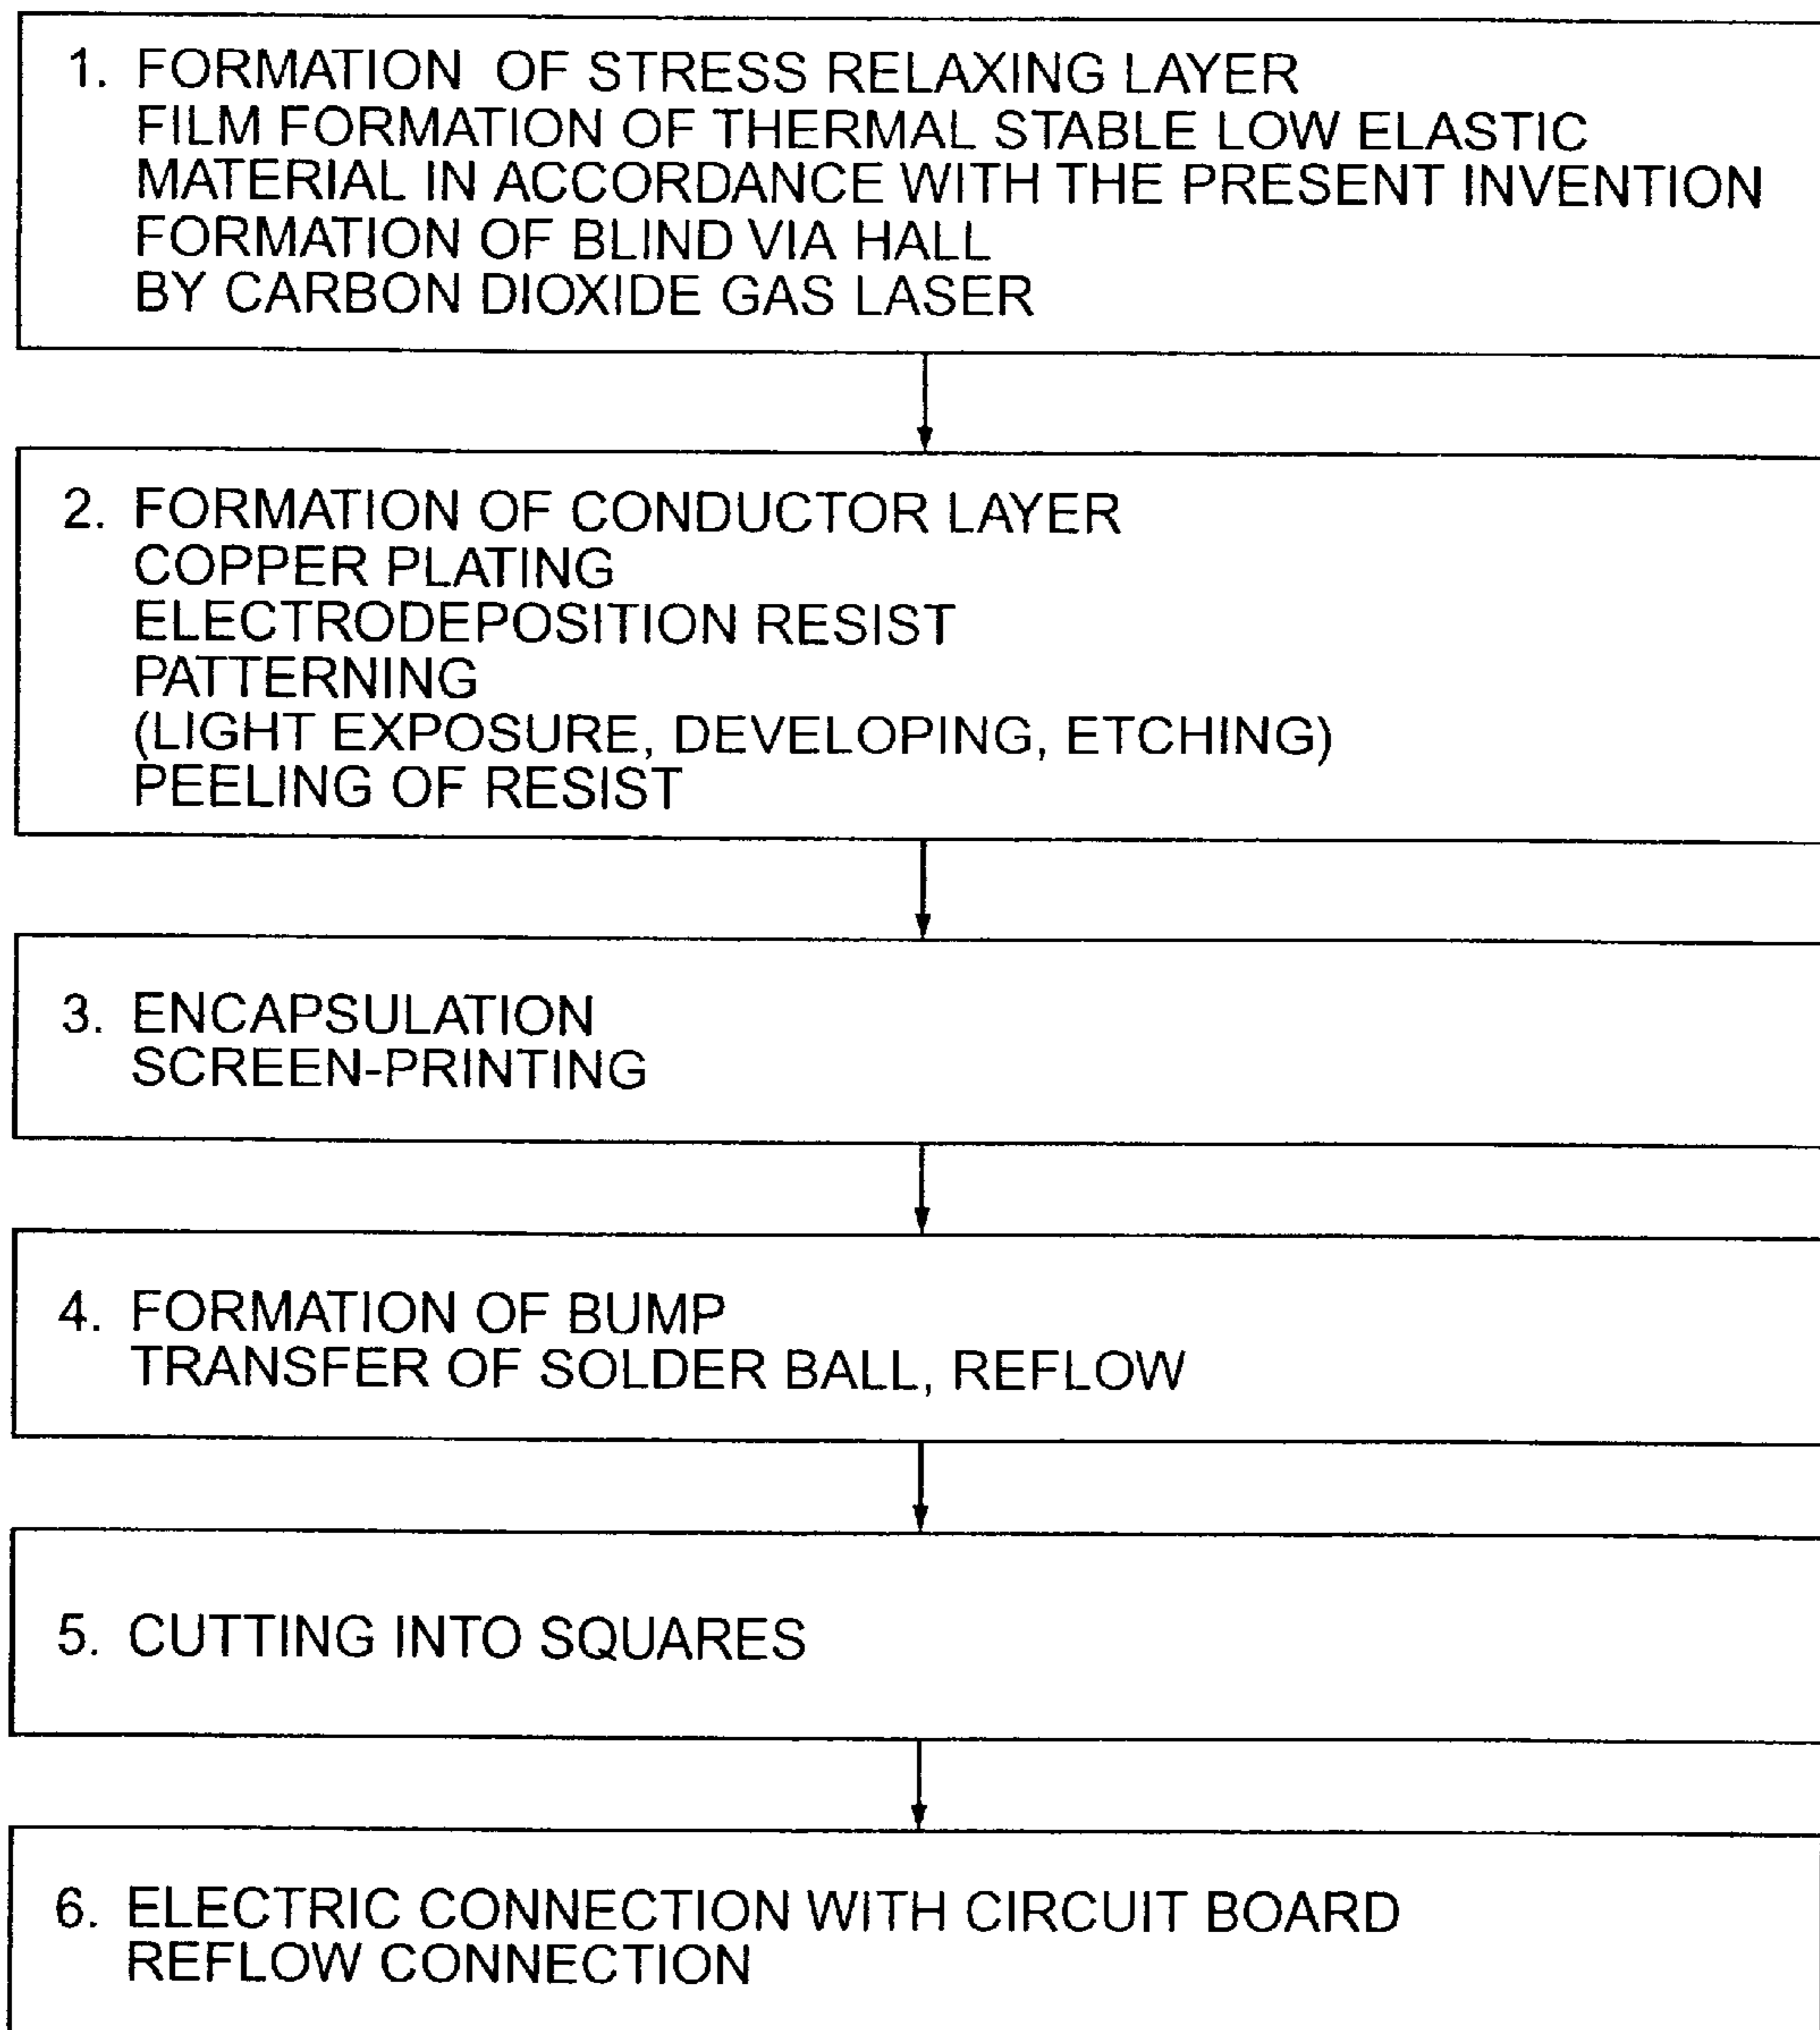 1. FORMATION OF STRESS RELAXING LAYER
FILM FORMATION OF THERMAL STABLE LOW ELASTIC
MATERIAL IN ACCORDANCE WITH THE PRESENT INVENTION
FORMATION OF BLIND VIA HALL
BY CARBON DIOXIDE GAS LASER
2. FORMATION OF CONDUCTOR LAYER
COPPER PLATING
ELECTRODEPOSITION RESIST
PATTERNING
(LIGHT EXPOSURE, DEVELOPING, ETCHING)
PEELING OF RESIST
3. ENCAPSULATION
SCREEN-PRINTING
4. FORMATION OF BUMP
TRANSFER OF SOLDER BALL, REFLOW
5. CUTTING INTO SQUARES
6. ELECTRIC CONNECTION WITH CIRCUIT BOARD
REFLOW CONNECTION